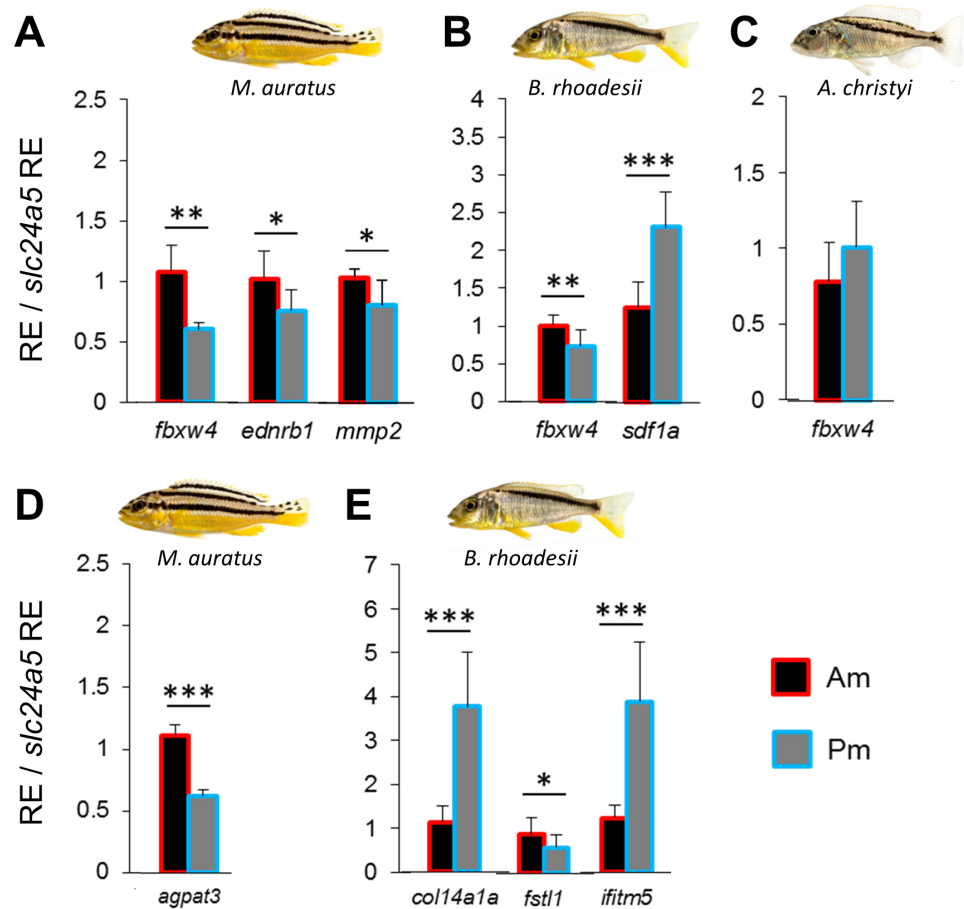 A
B
C
M. auratus
B. rhoadesii
A. christyi
RE / slc24a5 RE
2.5
2
1.5
1
0.5
0
**
*
*
fbxw4 ednrb1 mmp2
4
3.5
3
2.5
2
1.5
1
0.5
0
**
***
fbxw4 sdf1a
2
1.5
1
0.5
0
fbxw4
D
E
M. auratus
B. rhoadesii
RE / slc24a5 RE
2.5
2
1.5
1
0.5
0
***
agpat3
7
6
5
4
3
2
1
0
***
*
***
col14a1a fstl1 ifitm5
Am
Pm